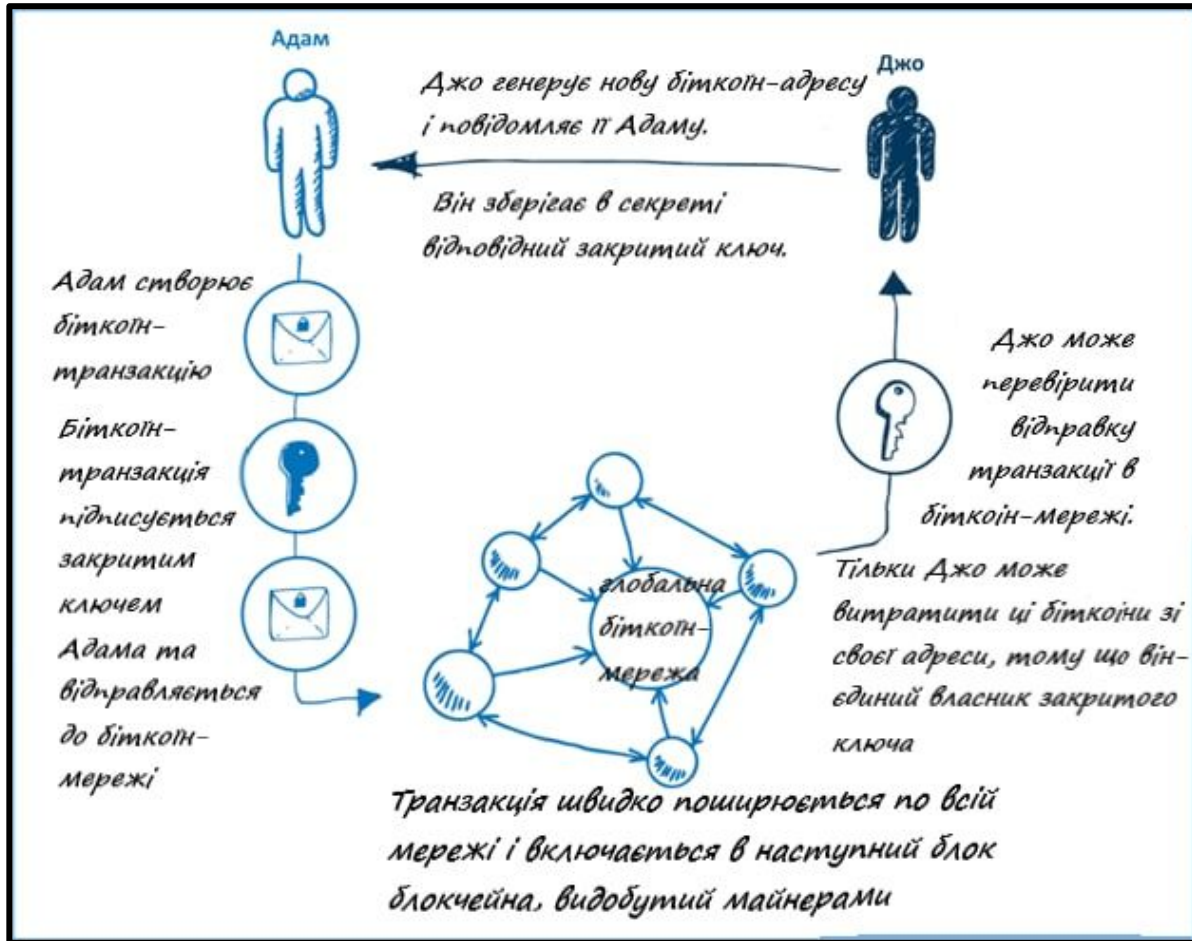 Адам
Джо
Джо генерує нову біткоїн-адресу
і повідомляє її Адаму.
Він зберігає в секреті
відповідний закритий ключ.
Адам створює
біткоїн-
транзакцію
Біткоїн-
транзакція
підписується
закритим
ключем
Адама та
відправляється
до біткоїн-
мережі
глобальна
біткоїн-
мережа
Транзакція швидко поширюється по всій
мережі і включається в наступний блок
блокчейна, видобутий майнерами
Джо може
перевірити
відправку
транзакції в
біткоін-мережі.
Тільки Джо може
витратити ці біткоїни зі
своєї адреси, тому що він-
єдиний власник закритого
ключа